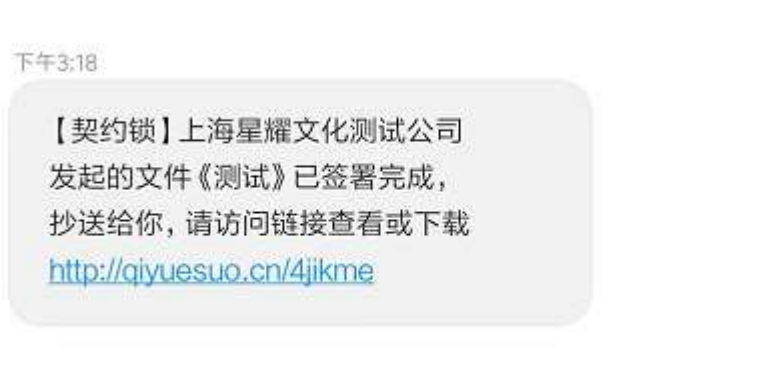 下午3:18
【契约锁】上海星耀文化测试公司
发起的文件《测试》已签署完成，
抄送给你，请访问链接查看或下载
http://qiyuesuo.cn/4jikme